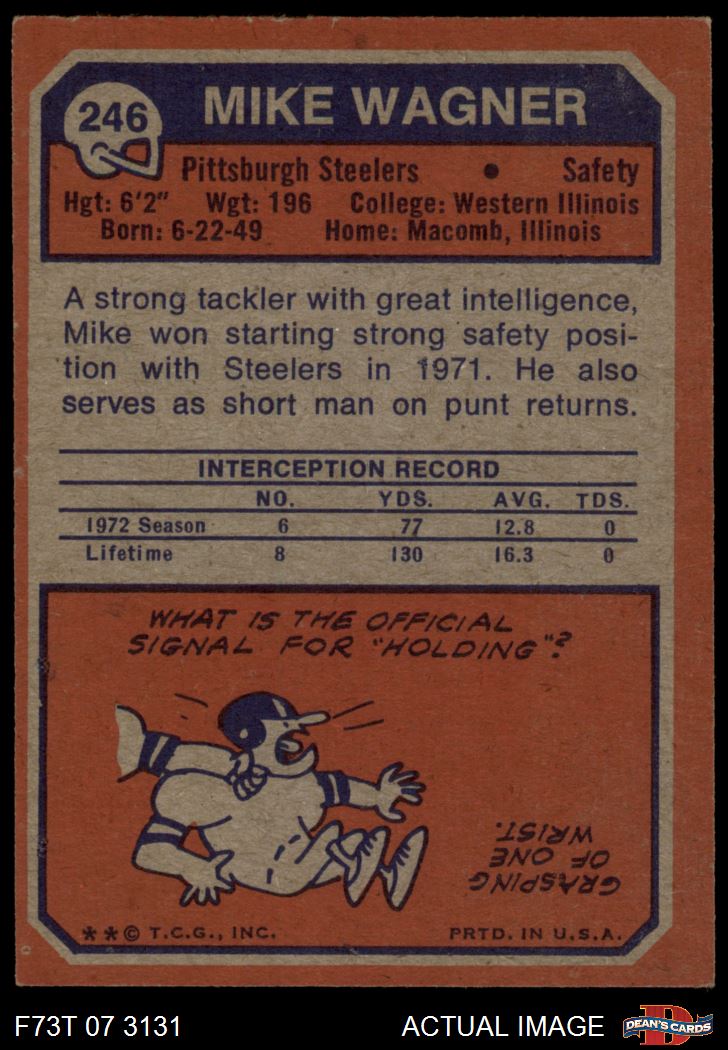 246
MIKE WAGNER
Pittsburgh Steelers • Safety
Hgt: 6'2" Wgt: 196 College: Western Illinois
Born: 6-22-49 Home: Macomb, Illinois
A strong tackler with great intelligence,
Mike won starting strong safety posi-
tion with Steelers in 1971. He also
serves as short man on punt returns.
INTERCEPTION RECORD
NO. YDS. AVG. TDS.
1972 Season 6 77 12.8 0
Lifetime 8 130 16.3 0
WHAT IS THE OFFICIAL
SIGNAL FOR "HOLDING"?
GRASPING
OF ONE
WRIST.
**© T.C.G., INC. PRTD. IN U.S.A.
F73T 07 3131 ACTUAL IMAGE
D
DEAN'S CARDS